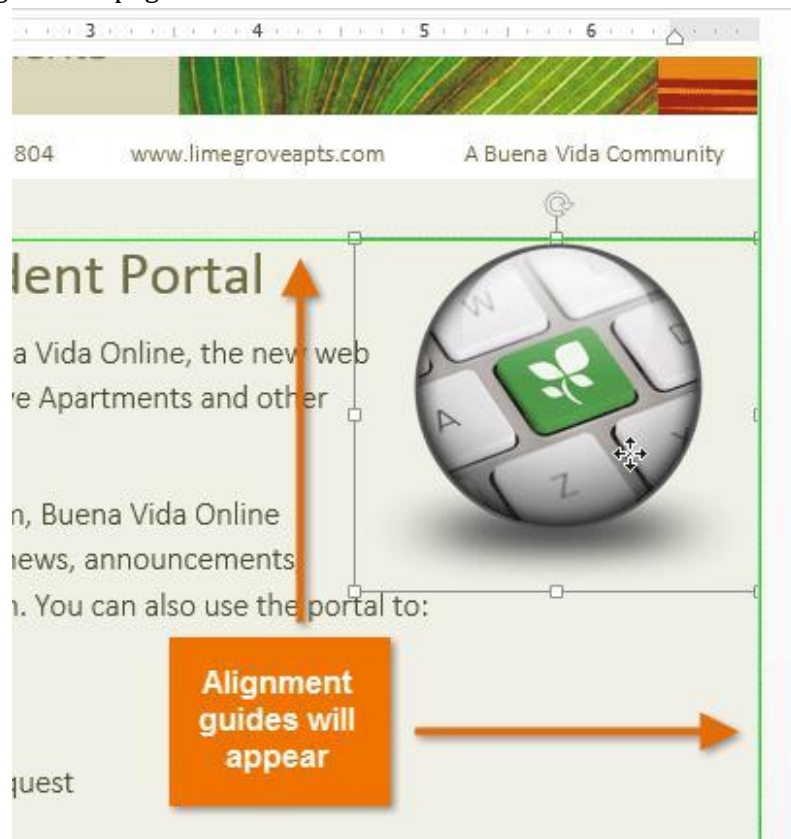 3 4 5 6
804 www.limegroveapts.com A Buena Vida Community
dent Portal
a Vida Online, the new web
ve Apartments and other
n, Buena Vida Online
news, announcements,
n. You can also use the portal to:
Alignment
guides will
appear
quest
W
A
Z